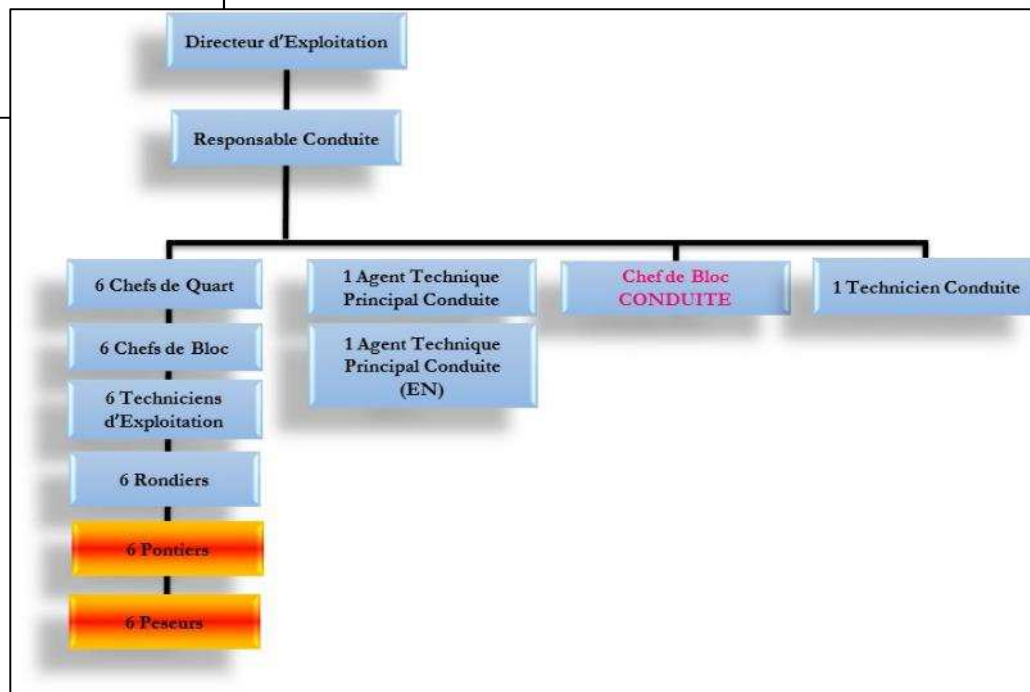 Directeur d'Exploitation
Responsable Conduite
6 Chefs de Quart
6 Chefs de Bloc
6 Techniciens
d'Exploitation
6 Rondiers
6 Pontiers
6 Peseurs
1 Agent Technique
Principal Conduite
1 Agent Technique
Principal Conduite
(EN)
Chef de Bloc
CONDUITE
1 Technicien Conduite